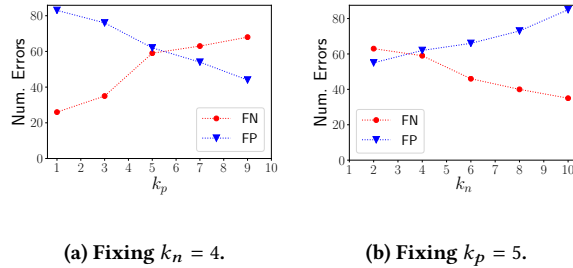 80
60
40
20
0
Num. Errors
FN
FP
1 2 3 4 5 6 7 8 9 10
k_p
(a) Fixing k_n = 4.
80
60
40
20
0
Num. Errors
FN
FP
1 2 3 4 5 6 7 8 9 10
k_n
(b) Fixing k_p = 5.